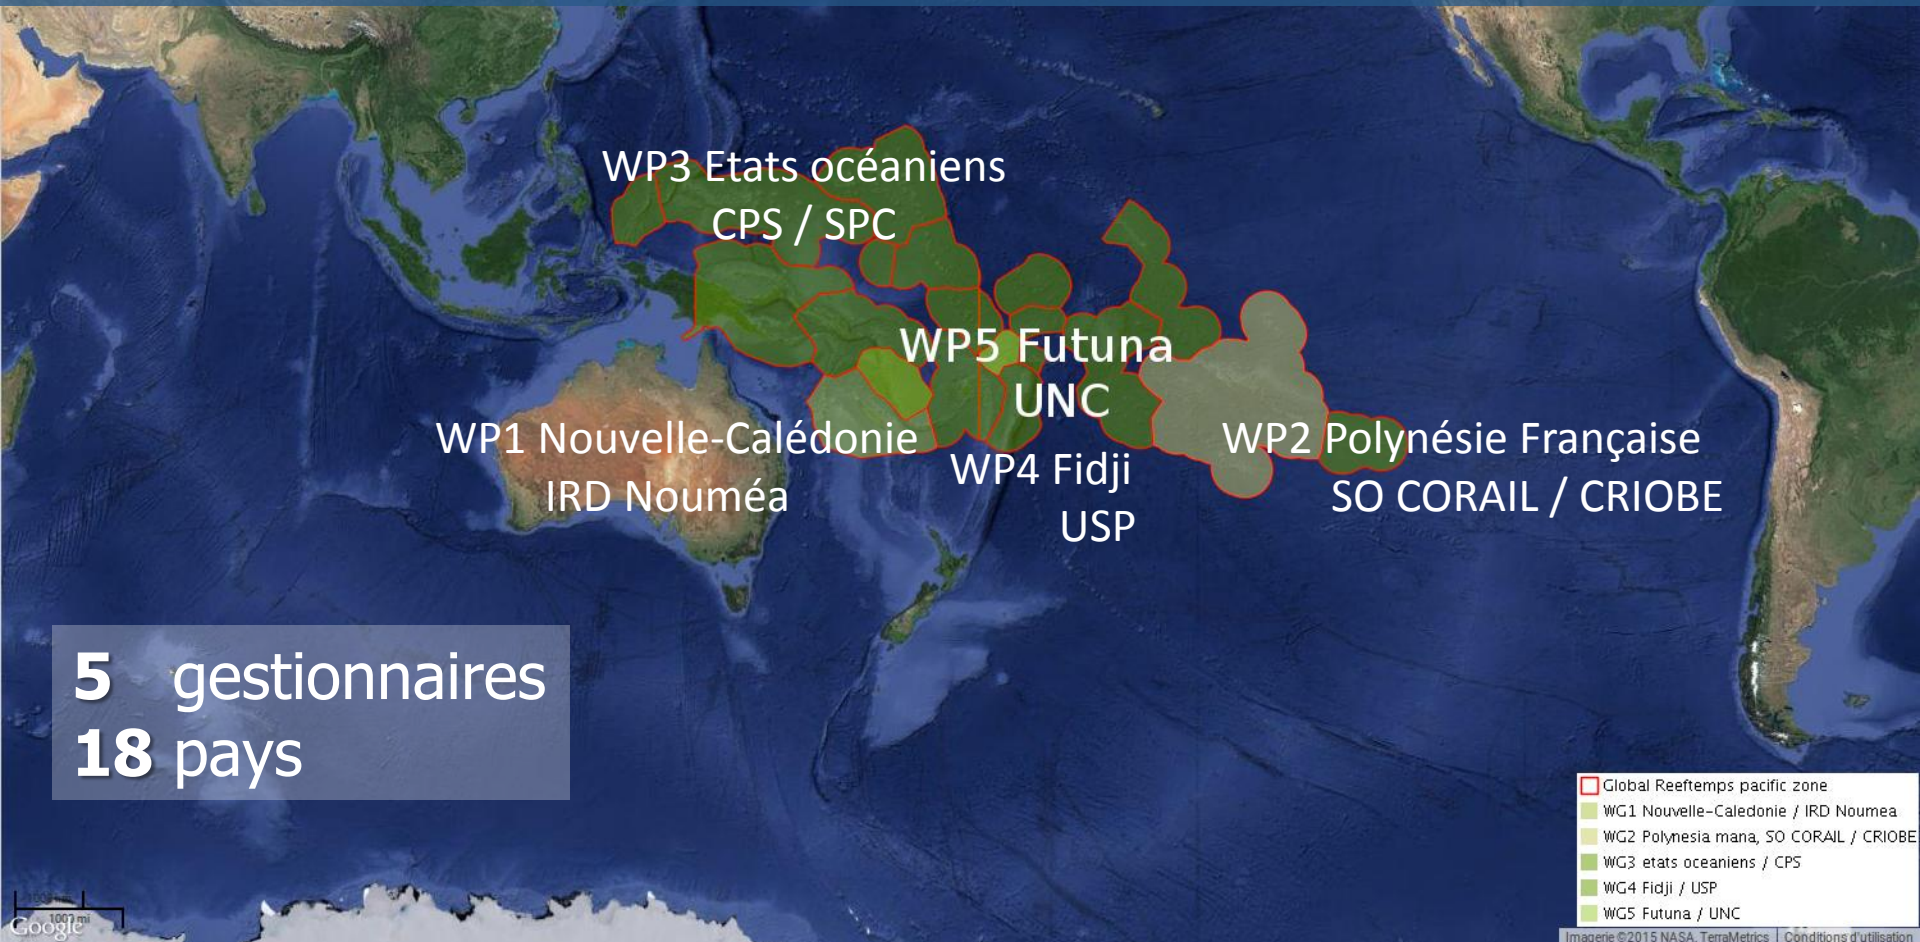 WP3 Etats océaniens
CPS / SPC
WP5 Futuna
UNC
WP1 Nouvelle-Calédonie
IRD Nouméa
WP4 Fidji
USP
WP2 Polynésie Française
SO CORAIL / CRIOBE
5 gestionnaires
18 pays
Global Reeftemps pacific zone
WG1 Nouvelle-Caledonie / IRD Noumea
WG2 Polynesia mana, SO CORAIL / CRIOBE
WG3 etats oceaniens / CPS
WG4 Fidji / USP
WG5 Futuna / UNC
1000 mi
Google
Imagerie ©2015 NASA, TerraMetrics
Conditions d'utilisation